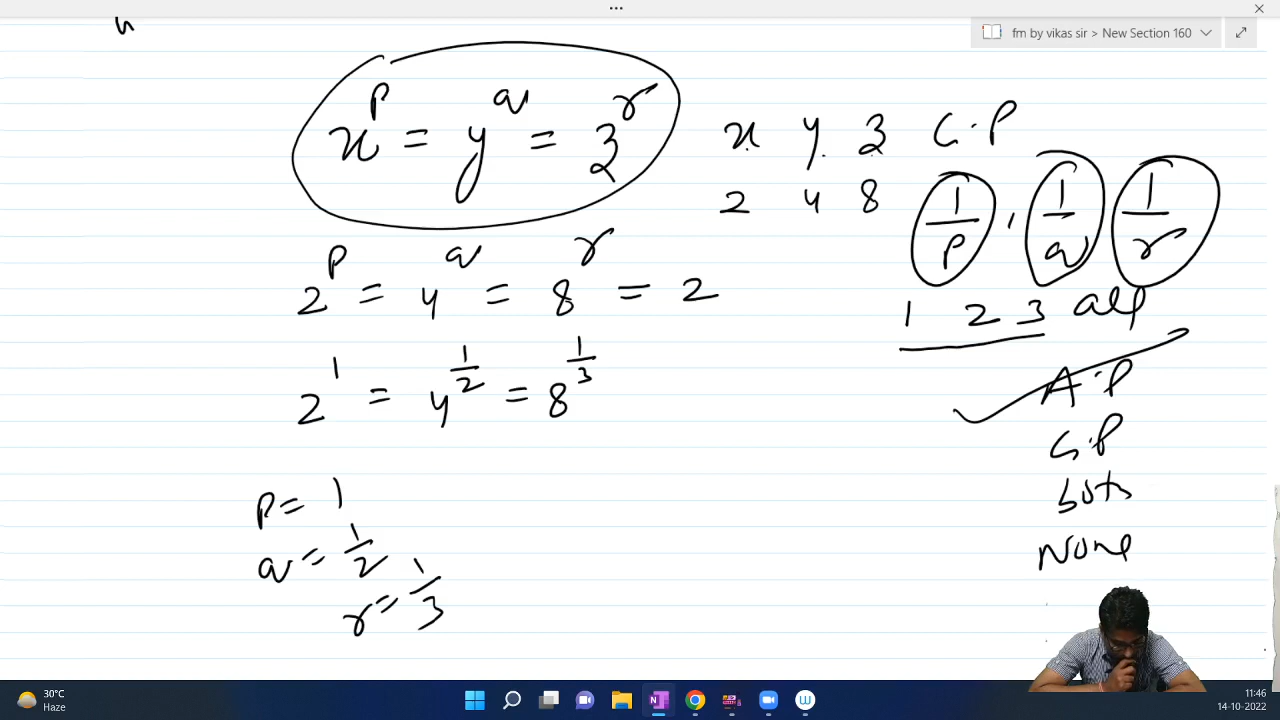 fm by vikas sir > New Section 160
x^p = y^q = z^r
x y z G.P
2 4 8
1/p , 1/q 1/r
2^p = 4^q = 8^r = 2
1 2 3 are
2^1 = 4^1/2 = 8^1/3
A.P
G.P
both
None
p = 1
q = 1/2
r = 1/3
30°C
Haze
11:46
14-10-2022